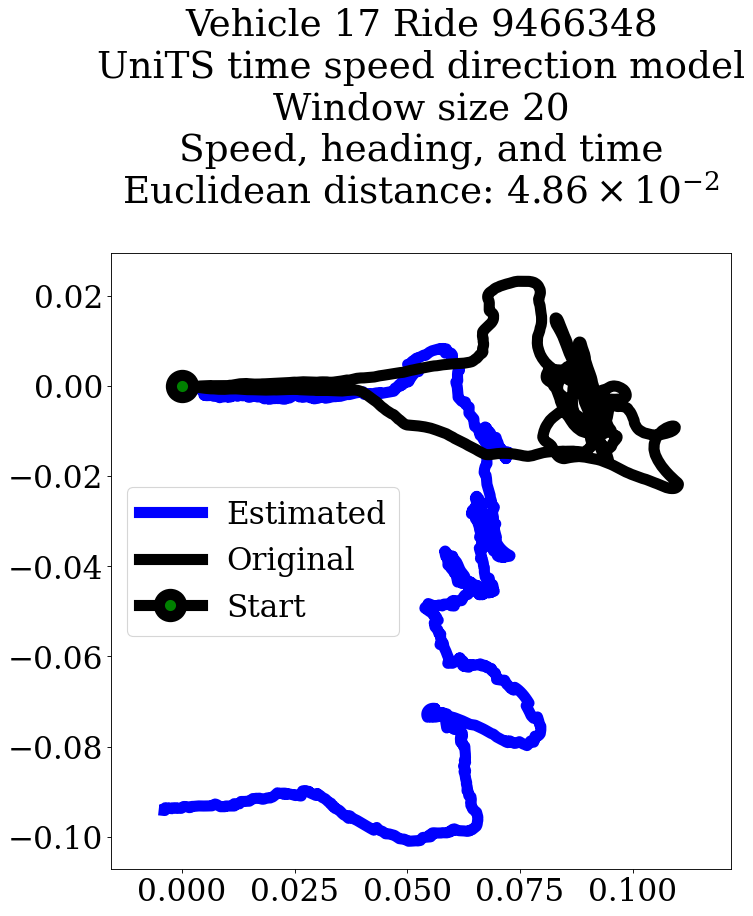 Vehicle 17 Ride 9466348
UniTS time speed direction model
Window size 20
Speed, heading, and time
Euclidean distance: 4.86 × 10⁻²
0.02
0.00
−0.02
−0.04
−0.06
−0.08
−0.10
Estimated
Original
Start
0.000 0.025 0.050 0.075 0.100